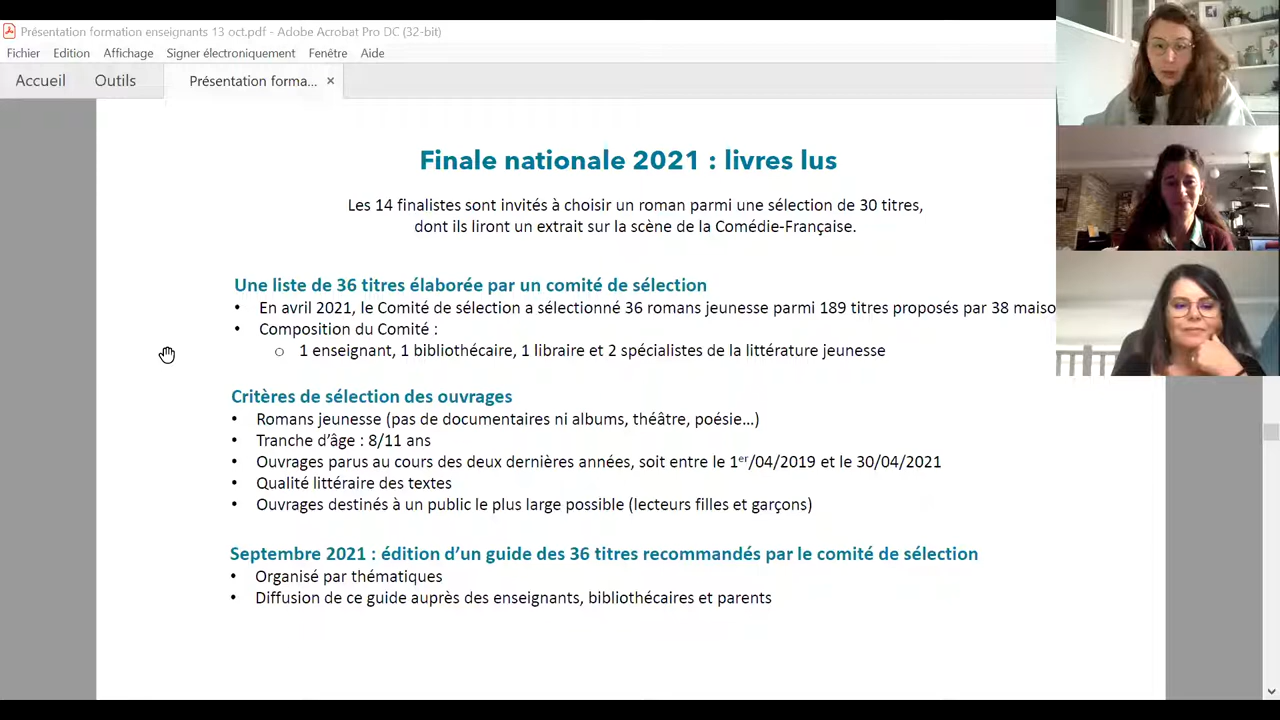 Présentation formation enseignants 13 oct.pdf - Adobe Acrobat Pro DC (32-bit)
Fichier Edition Affichage Signer électroniquement Fenêtre Aide
Accueil Outils Présentation forma... ×
Finale nationale 2021 : livres lus
Les 14 finalistes sont invités à choisir un roman parmi une sélection de 30 titres,
dont ils liront un extrait sur la scène de la Comédie-Française.
Une liste de 36 titres élaborée par un comité de sélection
• En avril 2021, le Comité de sélection a sélectionné 36 romans jeunesse parmi 189 titres proposés par 38 maiso
• Composition du Comité :
○ 1 enseignant, 1 bibliothécaire, 1 libraire et 2 spécialistes de la littérature jeunesse
Critères de sélection des ouvrages
• Romans jeunesse (pas de documentaires ni albums, théâtre, poésie...)
• Tranche d'âge : 8/11 ans
• Ouvrages parus au cours des deux dernières années, soit entre le 1er/04/2019 et le 30/04/2021
• Qualité littéraire des textes
• Ouvrages destinés à un public le plus large possible (lecteurs filles et garçons)
Septembre 2021 : édition d'un guide des 36 titres recommandés par le comité de sélection
• Organisé par thématiques
• Diffusion de ce guide auprès des enseignants, bibliothécaires et parents